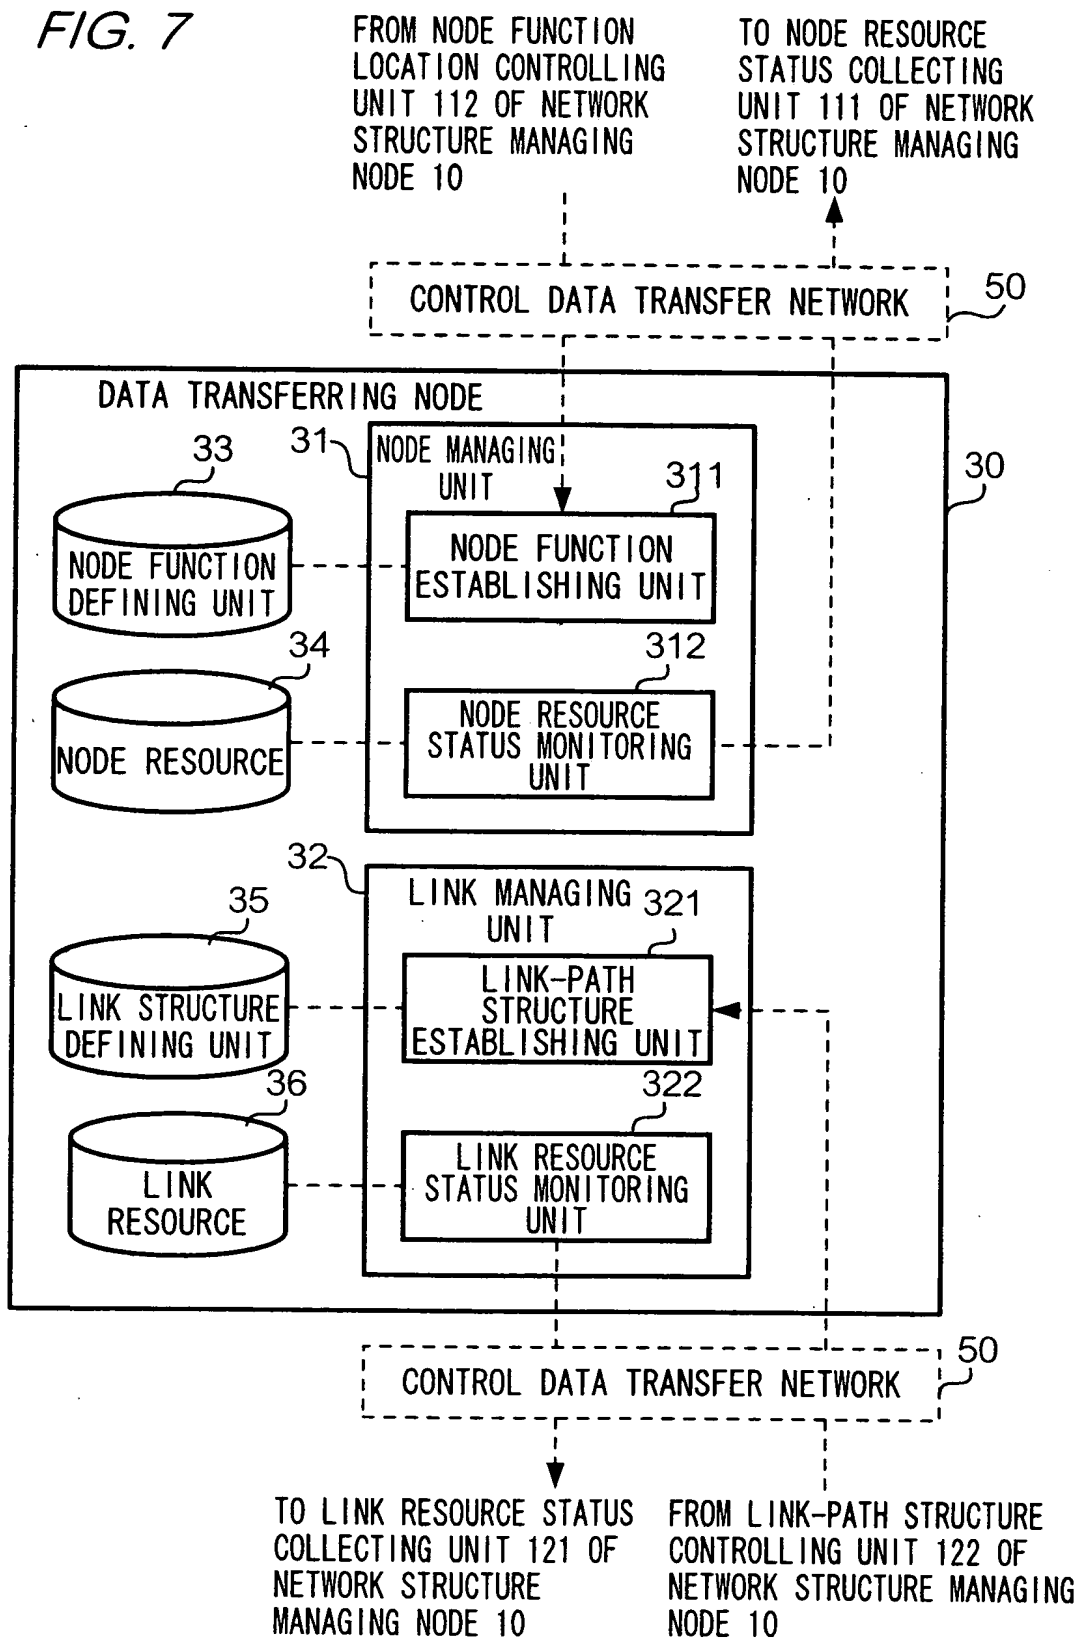 FIG. 7
FROM NODE FUNCTION
LOCATION CONTROLLING
UNIT 112 OF NETWORK
STRUCTURE MANAGING
NODE 10
TO NODE RESOURCE
STATUS COLLECTING
UNIT 111 OF NETWORK
STRUCTURE MANAGING
NODE 10
CONTROL DATA TRANSFER NETWORK
50
DATA TRANSFERRING NODE
30
31
NODE MANAGING
UNIT
33
NODE FUNCTION
DEFINING UNIT
311
NODE FUNCTION
ESTABLISHING UNIT
34
NODE RESOURCE
312
NODE RESOURCE
STATUS MONITORING
UNIT
32
LINK MANAGING
UNIT
35
LINK STRUCTURE
DEFINING UNIT
321
LINK-PATH
STRUCTURE
ESTABLISHING UNIT
36
LINK
RESOURCE
322
LINK RESOURCE
STATUS MONITORING
UNIT
CONTROL DATA TRANSFER NETWORK
50
TO LINK RESOURCE STATUS
COLLECTING UNIT 121 OF
NETWORK STRUCTURE
MANAGING NODE 10
FROM LINK-PATH STRUCTURE
CONTROLLING UNIT 122 OF
NETWORK STRUCTURE MANAGING
NODE 10